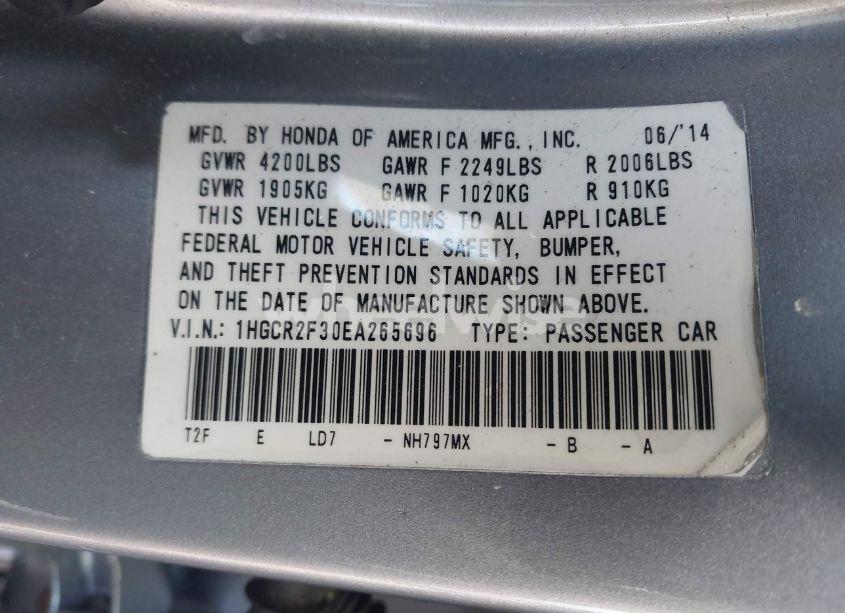 MFD. BY HONDA OF AMERICA MFG., INC. 06/'14
GVWR 4200LBS GAWR F 2249LBS R 2006LBS
GVWR 1905KG GAWR F 1020KG R 910KG
THIS VEHICLE CONFORMS TO ALL APPLICABLE
FEDERAL MOTOR VEHICLE SAFETY, BUMPER,
AND THEFT PREVENTION STANDARDS IN EFFECT
ON THE DATE OF MANUFACTURE SHOWN ABOVE.
wheelwise
V.I.N.: 1HGCR2F30EA265696 TYPE: PASSENGER CAR
T2F E LD7 - NH797MX - B - A